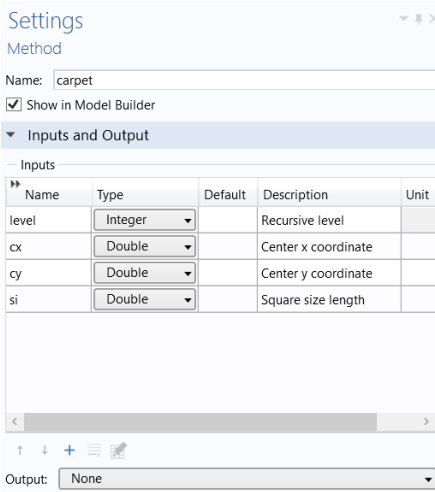 Settings
Method
Name: carpet
Show in Model Builder
Inputs and Output
Inputs
Name Type Default Description Unit
level Integer Recursive level
cx Double Center x coordinate
cy Double Center y coordinate
si Double Square size length
Output: None